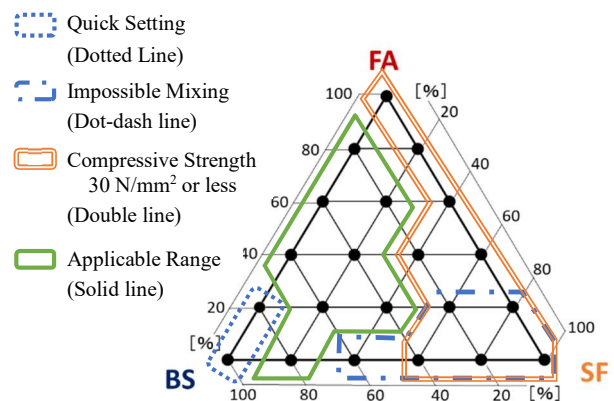 Quick Setting
(Dotted Line)
Impossible Mixing
(Dot-dash line)
Compressive Strength
30 N/mm² or less
(Double line)
Applicable Range
(Solid line)
FA
100
[%]
20
80
40
60
60
40
80
20
100
[%]
BS
SF
100
80
60
40
20
[%]